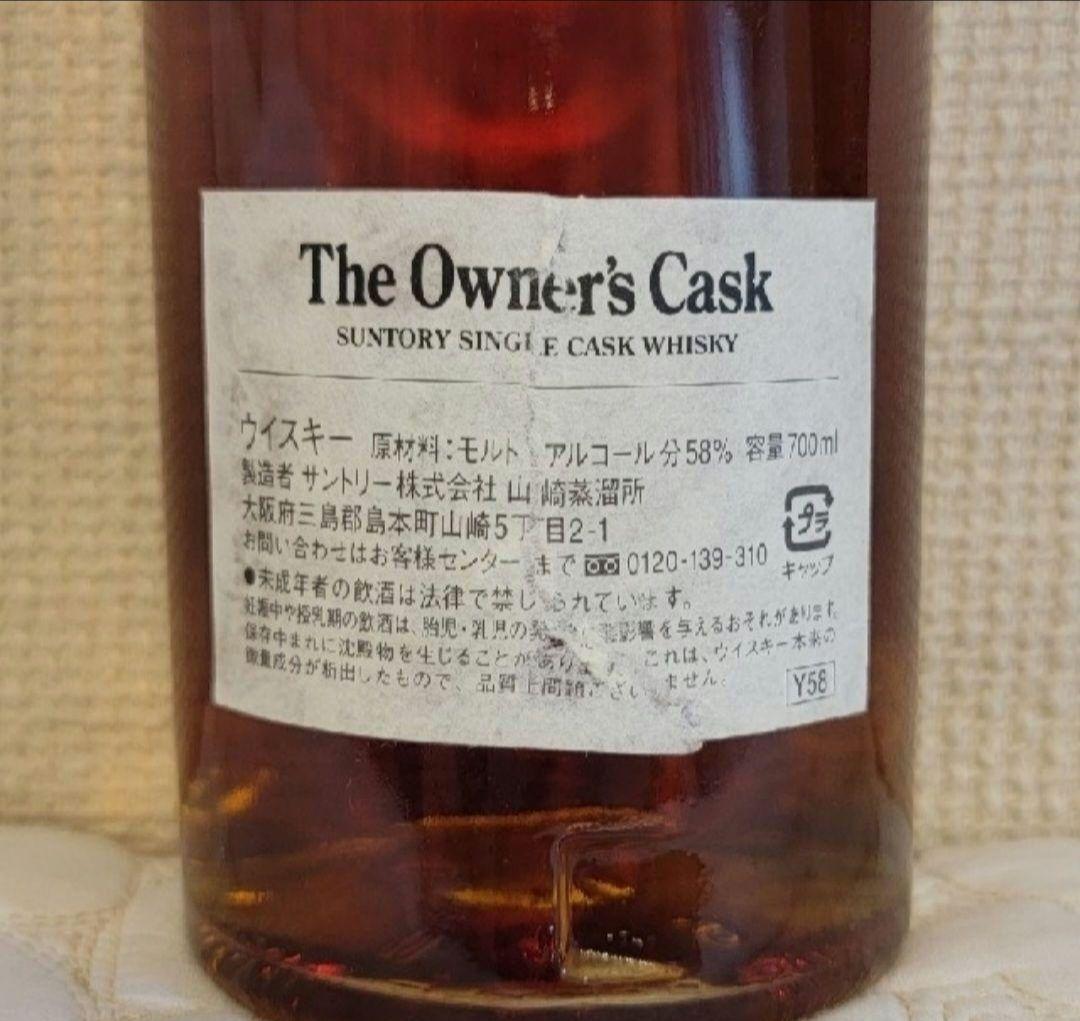 The Owner's Cask
SUNTORY SINGLE CASK WHISKY
ウイスキー 原材料:モルト アルコール分58% 容量700ml
製造者 サントリー株式会社 山崎蒸溜所
大阪府三島郡島本町山崎5丁目2-1
お問い合わせはお客様センターまで 0120-139-310
プラ
キャップ
●未成年者の飲酒は法律で禁じられています。
妊娠中や授乳期の飲酒は、胎児・乳児の発 影響を与えるおそれがあります。
保存中まれに沈殿物を生じることがありますが これは、ウイスキー本来の
微量成分が析出したもので、品質上問題ございません。
Y58